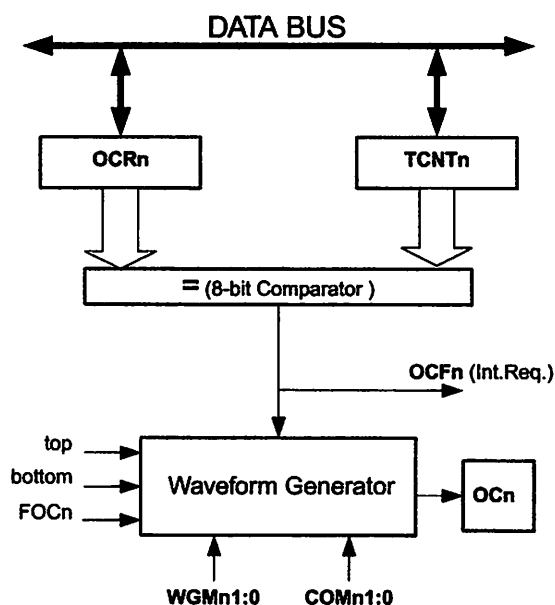 DATA BUS
OCRn
TCNTn
= (8-bit Comparator )
OCFn (Int.Req.)
top
bottom
FOCn
Waveform Generator
OCn
WGMn1:0
COMn1:0